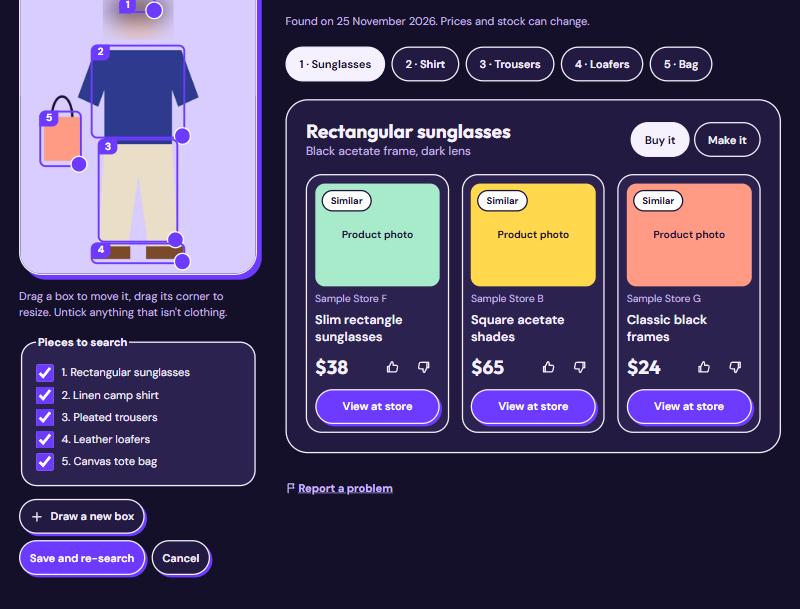 1
2
5
3
4
Drag a box to move it, drag its corner to
resize. Untick anything that isn't clothing.
Pieces to search
1. Rectangular sunglasses
2. Linen camp shirt
3. Pleated trousers
4. Leather loafers
5. Canvas tote bag
Draw a new box
Save and re-search
Cancel
Found on 25 November 2026. Prices and stock can change.
1 · Sunglasses
2 · Shirt
3 · Trousers
4 · Loafers
5 · Bag
Rectangular sunglasses
Black acetate frame, dark lens
Buy it
Make it
Similar
Product photo
Sample Store F
Slim rectangle
sunglasses
$38
View at store
Similar
Product photo
Sample Store B
Square acetate
shades
$65
View at store
Similar
Product photo
Sample Store G
Classic black
frames
$24
View at store
Report a problem